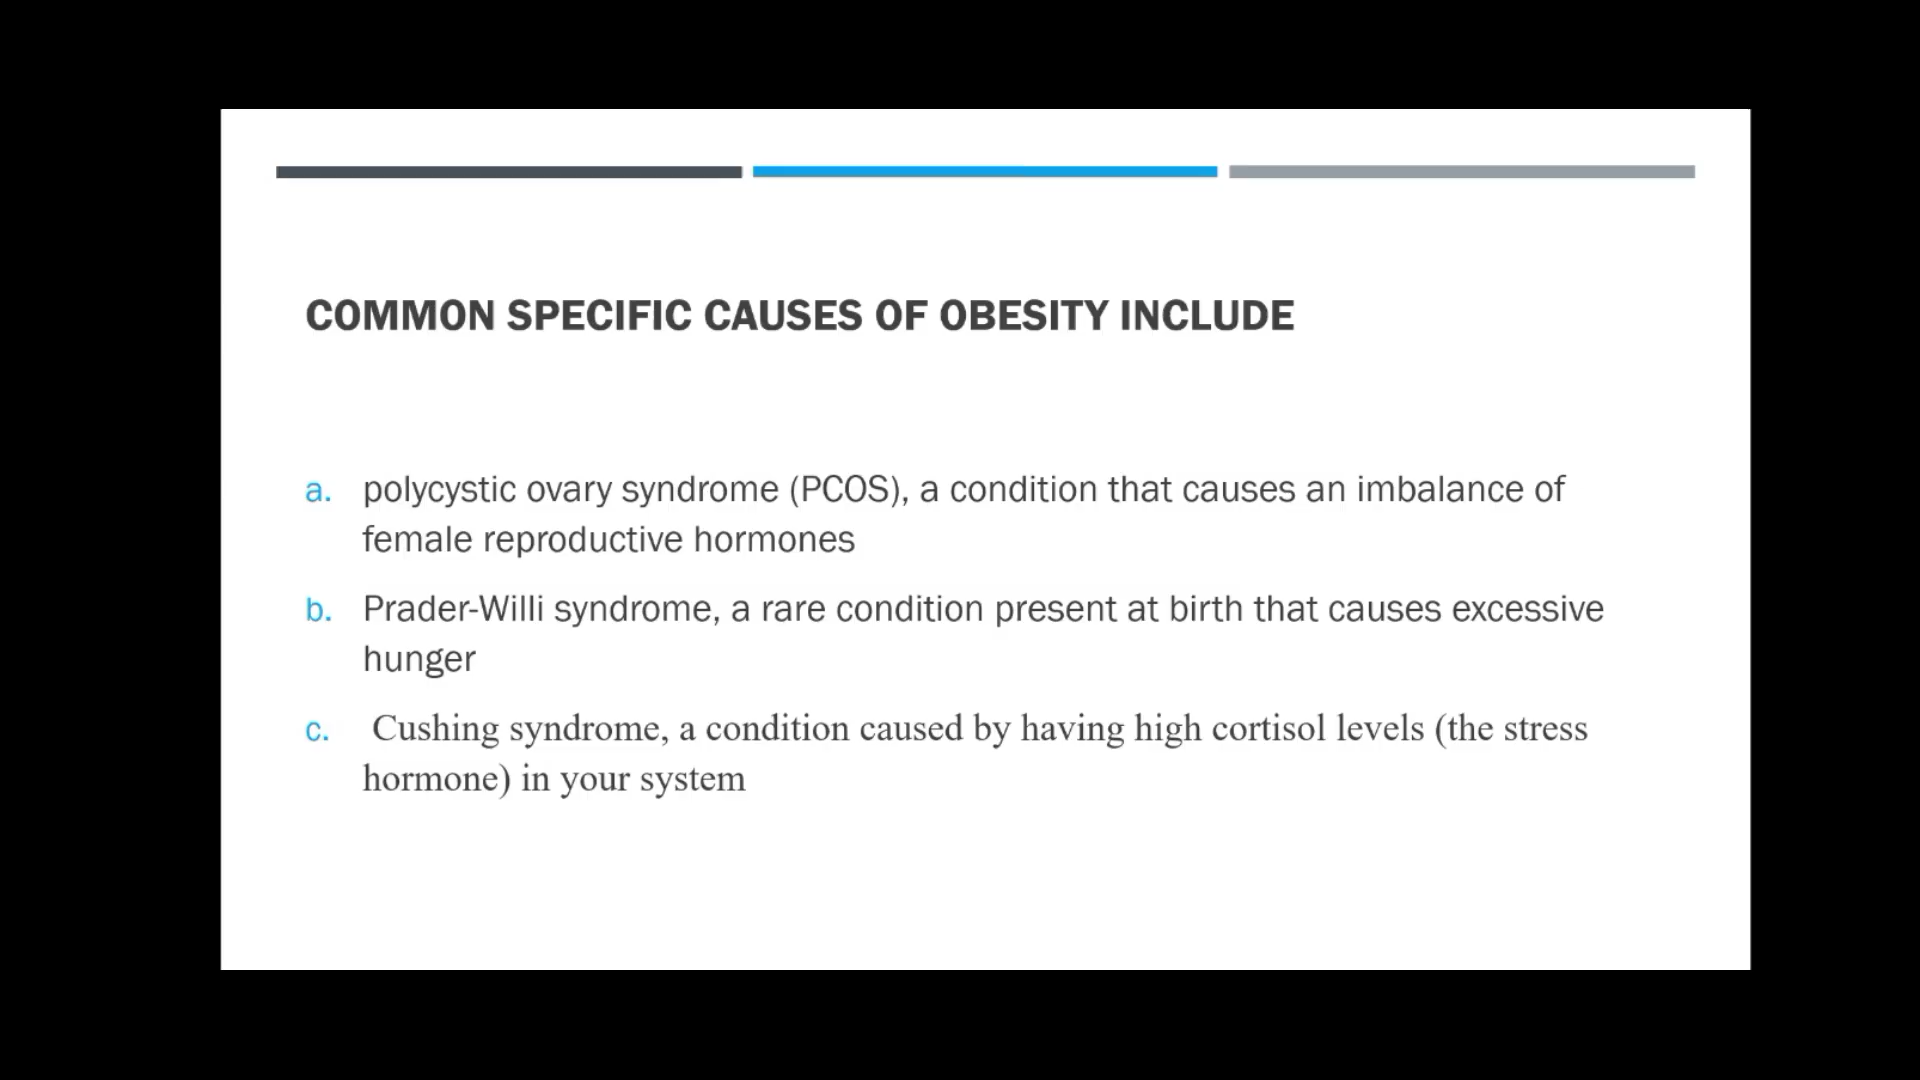 COMMON SPECIFIC CAUSES OF OBESITY INCLUDE
a. polycystic ovary syndrome (PCOS), a condition that causes an imbalance of
female reproductive hormones
b. Prader-Willi syndrome, a rare condition present at birth that causes excessive
hunger
c. Cushing syndrome, a condition caused by having high cortisol levels (the stress
hormone) in your system